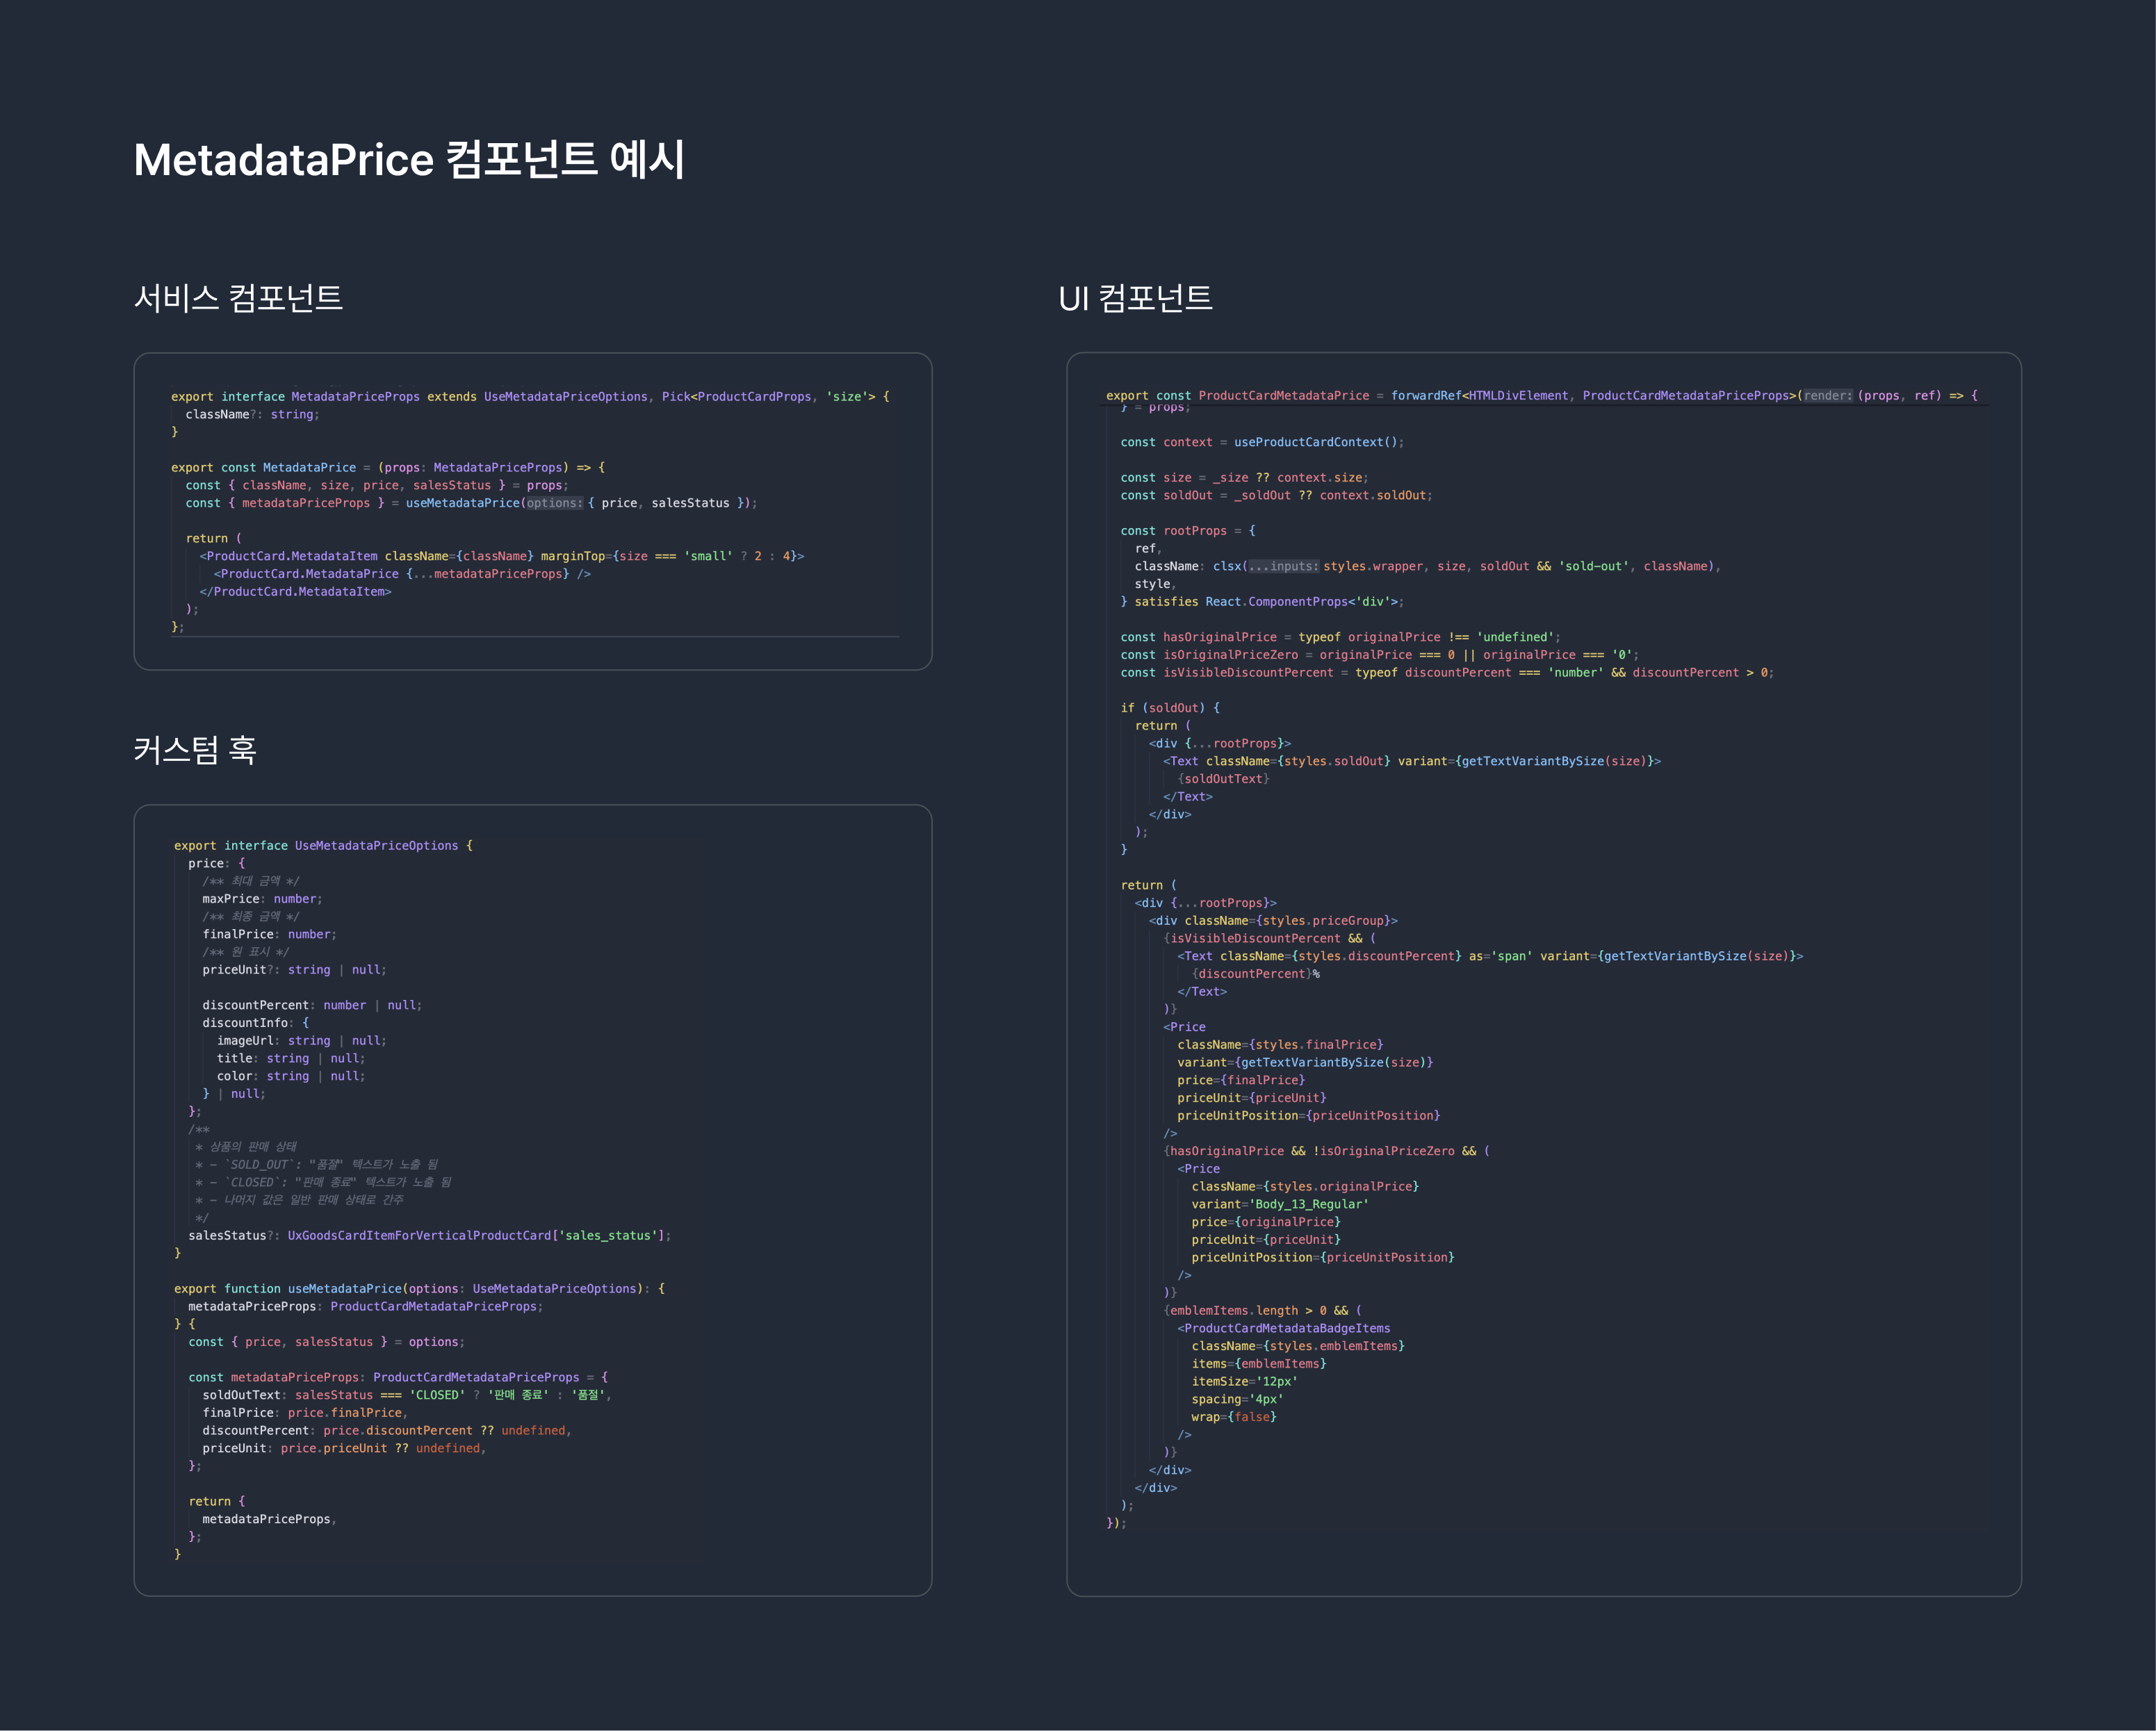 MetadataPrice 컴포넌트 예시
서비스 컴포넌트
export interface MetadataPriceProps extends UseMetadataPriceOptions, Pick<ProductCardProps, 'size'> {
  className?: string;
}

export const MetadataPrice = (props: MetadataPriceProps) => {
  const { className, size, price, salesStatus } = props;
  const { metadataPriceProps } = useMetadataPrice(options: { price, salesStatus });

  return (
    <ProductCard.MetadataItem className={className} marginTop={size === 'small' ? 2 : 4}>
      <ProductCard.MetadataPrice {...metadataPriceProps} />
    </ProductCard.MetadataItem>
  );
};
커스텀 훅
export interface UseMetadataPriceOptions {
  price: {
    /** 최대 금액 */
    maxPrice: number;
    /** 최종 금액 */
    finalPrice: number;
    /** 원 표시 */
    priceUnit?: string | null;

    discountPercent: number | null;
    discountInfo: {
      imageUrl: string | null;
      title: string | null;
      color: string | null;
    } | null;
  };
  /**
   * 상품의 판매 상태
   * - `SOLD_OUT`: "품절" 텍스트가 노출 됨
   * - `CLOSED`: "판매 종료" 텍스트가 노출 됨
   * - 나머지 값은 일반 판매 상태로 간주
   */
  salesStatus?: UxGoodsCardItemForVerticalProductCard['sales_status'];
}

export function useMetadataPrice(options: UseMetadataPriceOptions): {
  metadataPriceProps: ProductCardMetadataPriceProps;
} {
  const { price, salesStatus } = options;

  const metadataPriceProps: ProductCardMetadataPriceProps = {
    soldOutText: salesStatus === 'CLOSED' ? '판매 종료' : '품절',
    finalPrice: price.finalPrice,
    discountPercent: price.discountPercent ?? undefined,
    priceUnit: price.priceUnit ?? undefined,
  };

  return {
    metadataPriceProps,
  };
}
UI 컴포넌트
export const ProductCardMetadataPrice = forwardRef<HTMLDivElement, ProductCardMetadataPriceProps>(render: (props, ref) => {
  } = props;

  const context = useProductCardContext();

  const size = _size ?? context.size;
  const soldOut = _soldOut ?? context.soldOut;

  const rootProps = {
    ref,
    className: clsx(...inputs: styles.wrapper, size, soldOut && 'sold-out', className),
    style,
  } satisfies React.ComponentProps<'div'>;

  const hasOriginalPrice = typeof originalPrice !== 'undefined';
  const isOriginalPriceZero = originalPrice === 0 || originalPrice === '0';
  const isVisibleDiscountPercent = typeof discountPercent === 'number' && discountPercent > 0;

  if (soldOut) {
    return (
      <div {...rootProps}>
        <Text className={styles.soldOut} variant={getTextVariantBySize(size)}>
          {soldOutText}
        </Text>
      </div>
    );
  }

  return (
    <div {...rootProps}>
      <div className={styles.priceGroup}>
        {isVisibleDiscountPercent && (
          <Text className={styles.discountPercent} as='span' variant={getTextVariantBySize(size)}>
            {discountPercent}%
          </Text>
        )}
        <Price
          className={styles.finalPrice}
          variant={getTextVariantBySize(size)}
          price={finalPrice}
          priceUnit={priceUnit}
          priceUnitPosition={priceUnitPosition}
        />
        {hasOriginalPrice && !isOriginalPriceZero && (
          <Price
            className={styles.originalPrice}
            variant='Body_13_Regular'
            price={originalPrice}
            priceUnit={priceUnit}
            priceUnitPosition={priceUnitPosition}
          />
        )}
        {emblemItems.length > 0 && (
          <ProductCardMetadataBadgeItems
            className={styles.emblemItems}
            items={emblemItems}
            itemSize='12px'
            spacing='4px'
            wrap={false}
          />
        )}
      </div>
    </div>
  );
});